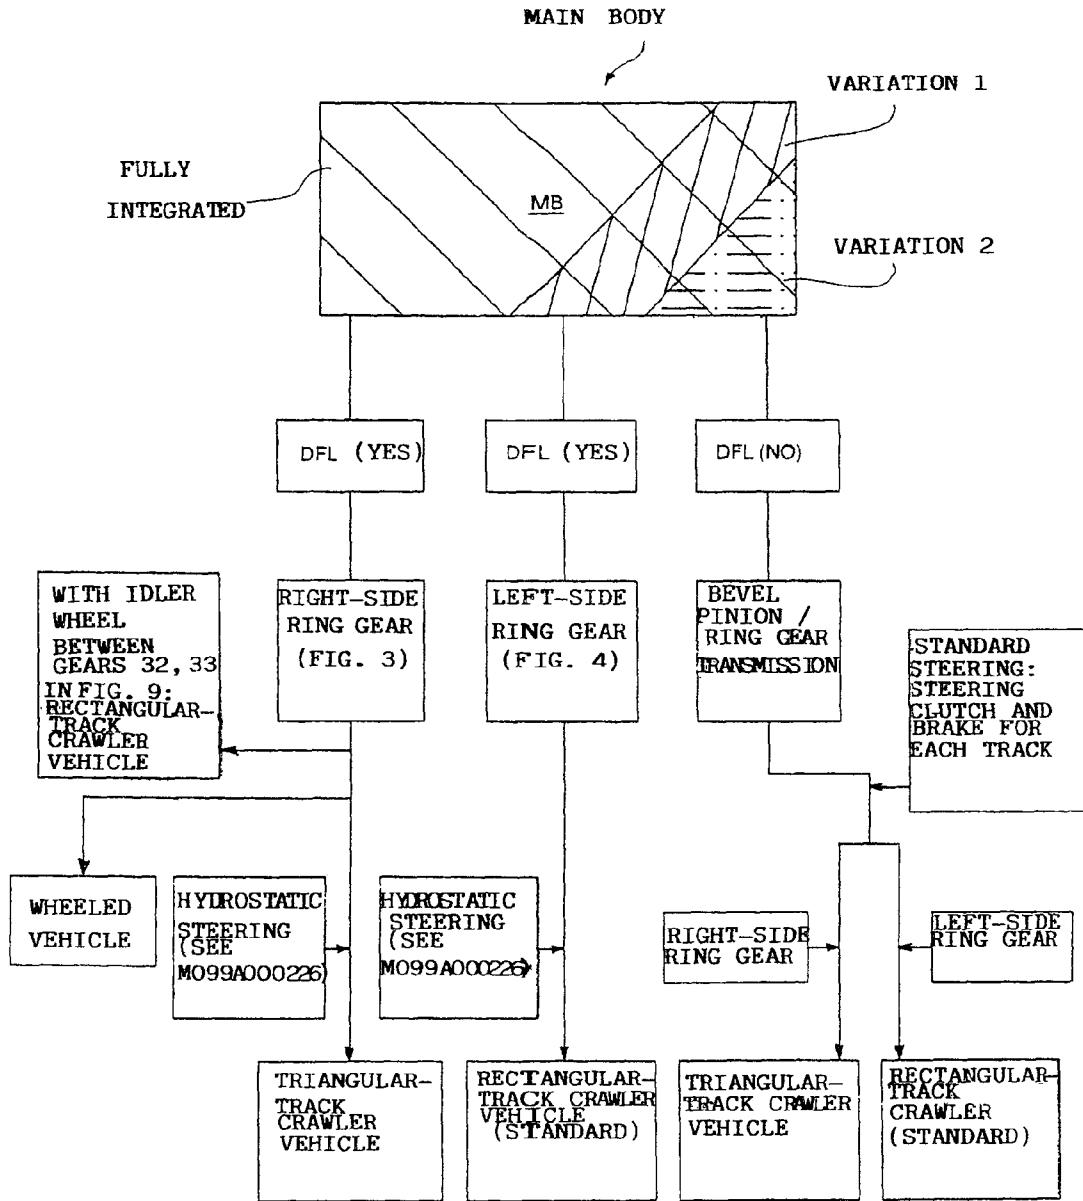 MAIN BODY
VARIATION 1
FULLY
INTEGRATED
MB
VARIATION 2
DFL (YES)
DFL (YES)
DFL (NO)
WITH IDLER
WHEEL
BETWEEN
GEARS 32, 33
IN FIG. 9:
RECTANGULAR-
TRACK
CRAWLER
VEHICLE
RIGHT-SIDE
RING GEAR
(FIG. 3)
LEFT-SIDE
RING GEAR
(FIG. 4)
BEVEL
PINION /
RING GEAR
TRANSMISSION
STANDARD
STEERING:
STEERING
CLUTCH AND
BRAKE FOR
EACH TRACK
WHEELED
VEHICLE
HYDROSTATIC
STEERING
(SEE
MO99A000226)
HYDROSTATIC
STEERING
(SEE
MO99A000226)
RIGHT-SIDE
RING GEAR
LEFT-SIDE
RING GEAR
TRIANGULAR-
TRACK
CRAWLER
VEHICLE
RECTANGULAR-
TRACK CRAWLER
VEHICLE
(STANDARD)
TRIANGULAR-
TRACK CRAWLER
VEHICLE
RECTANGULAR-
TRACK
CRAWLER
(STANDARD)